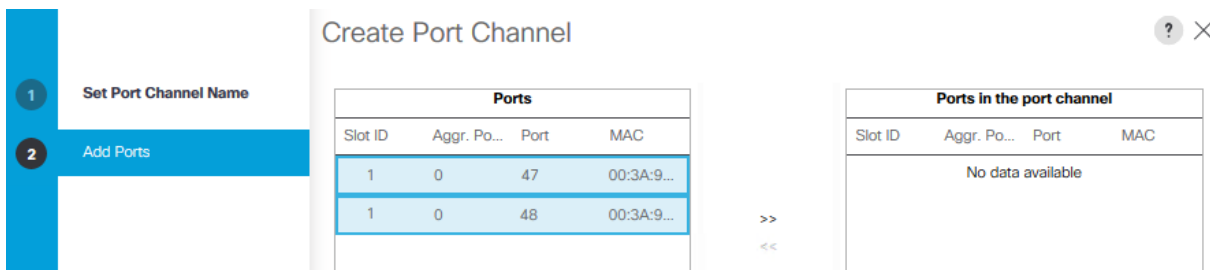 Create Port Channel
?
1 Set Port Channel Name
2 Add Ports
Ports
Slot ID Aggr. Po... Port MAC
1 0 47 00:3A:9...
1 0 48 00:3A:9...
>>
<<
Ports in the port channel
Slot ID Aggr. Po... Port MAC
No data available